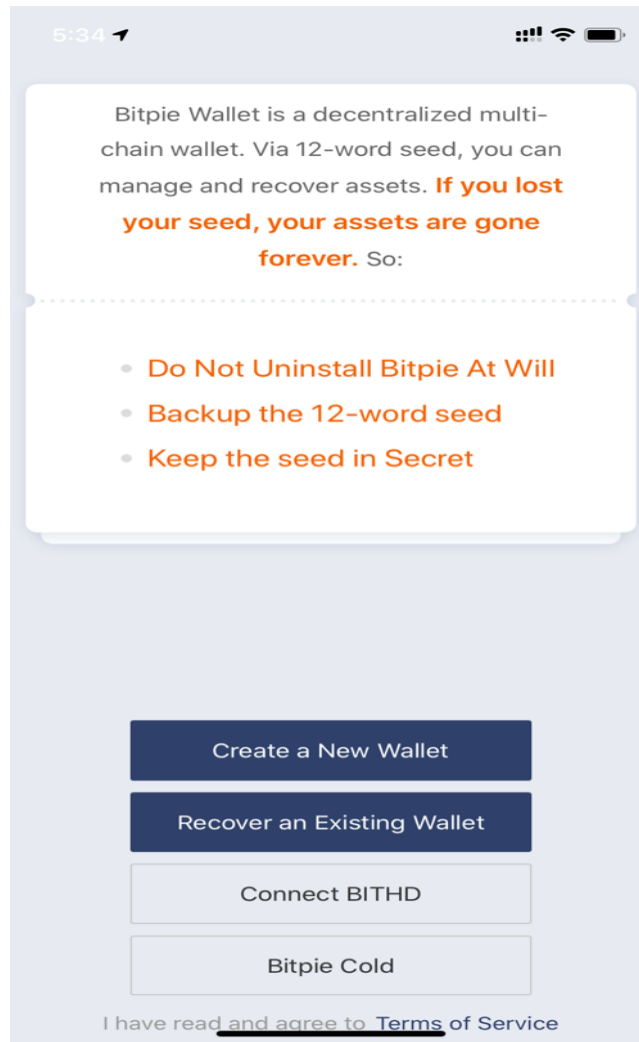 5:34
Bitpie Wallet is a decentralized multi-
chain wallet. Via 12-word seed, you can
manage and recover assets. If you lost
your seed, your assets are gone
forever. So:
Do Not Uninstall Bitpie At Will
Backup the 12-word seed
Keep the seed in Secret
Create a New Wallet
Recover an Existing Wallet
Connect BITHD
Bitpie Cold
I have read and agree to Terms of Service